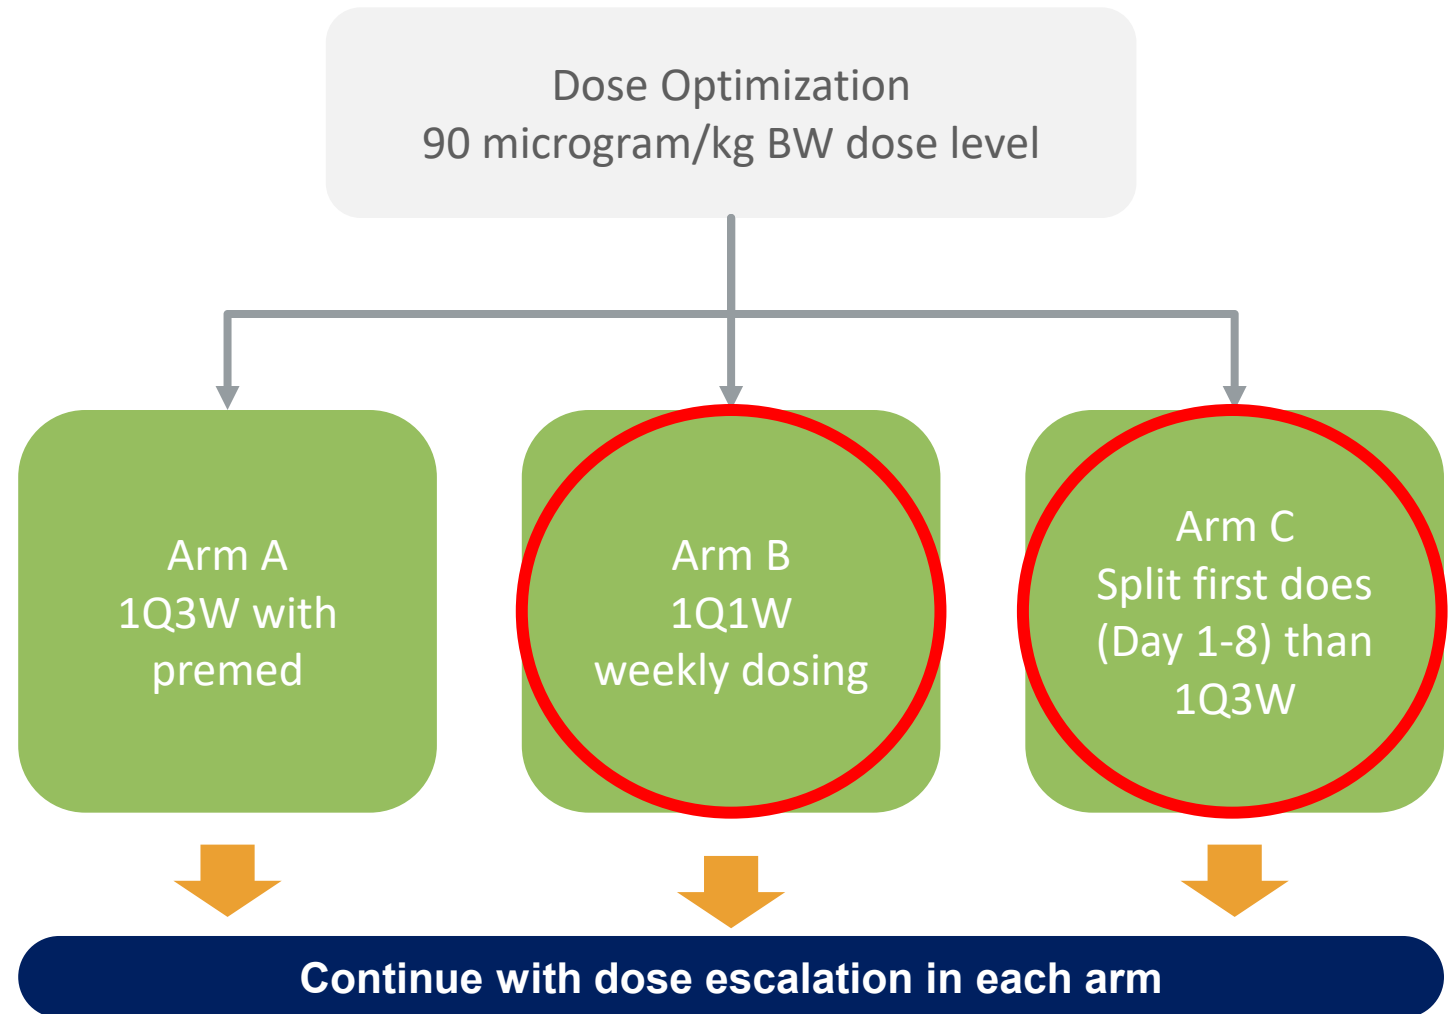 Dose Optimization
90 microgram/kg BW dose level
Arm A
1Q3W with
premed
Arm B
1Q1W
weekly dosing
Arm C
Split first does
(Day 1-8) than
1Q3W
Continue with dose escalation in each arm